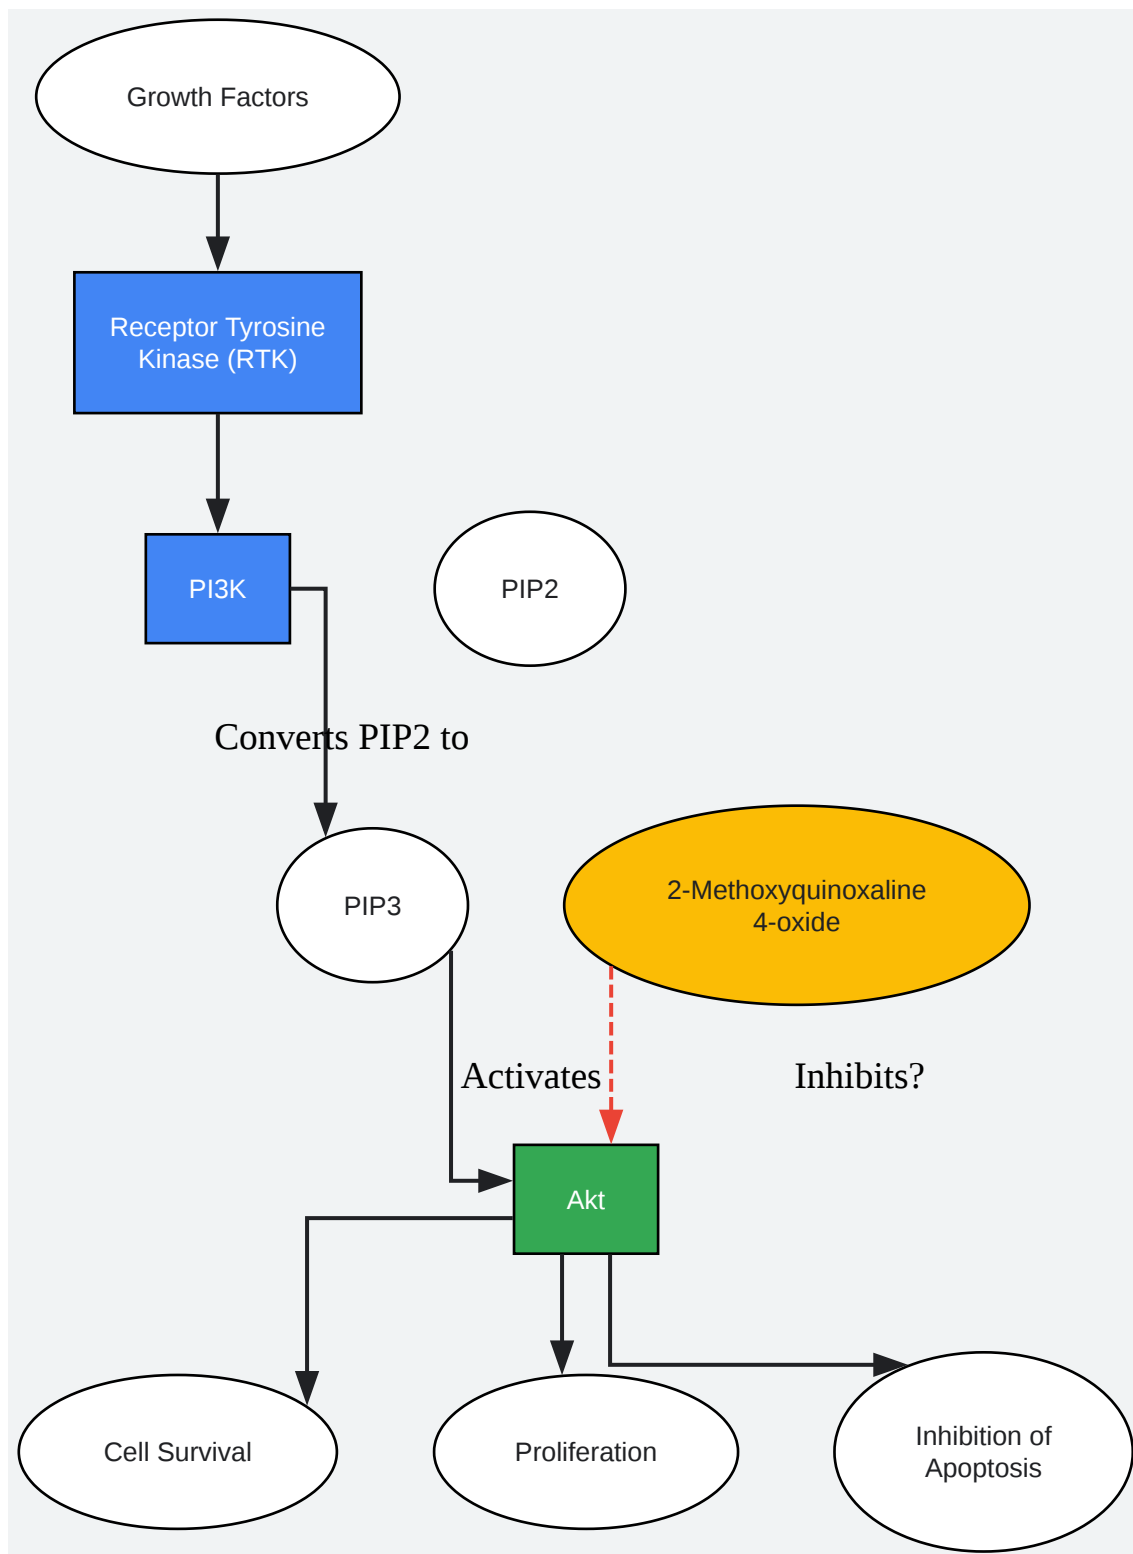 Growth Factors
Receptor Tyrosine
Kinase (RTK)
PI3K
PIP2
Converts PIP2 to
PIP3
2-Methoxyquinoxaline
4-oxide
Activates
Inhibits?
Akt
Cell Survival
Proliferation
Inhibition of
Apoptosis